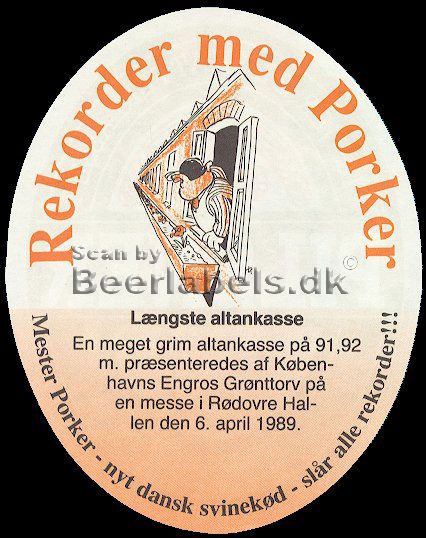 Rekorder med Porker
©
Scan by
Beerlabels.dk
Længste altankasse
En meget grim altankasse på 91,92
m. præsenteredes af Køben-
havns Engros Grønttorv på
en messe i Rødovre Hal-
len den 6. april 1989.
Mester Porker - nyt dansk svinekød - slår alle rekorder!!!